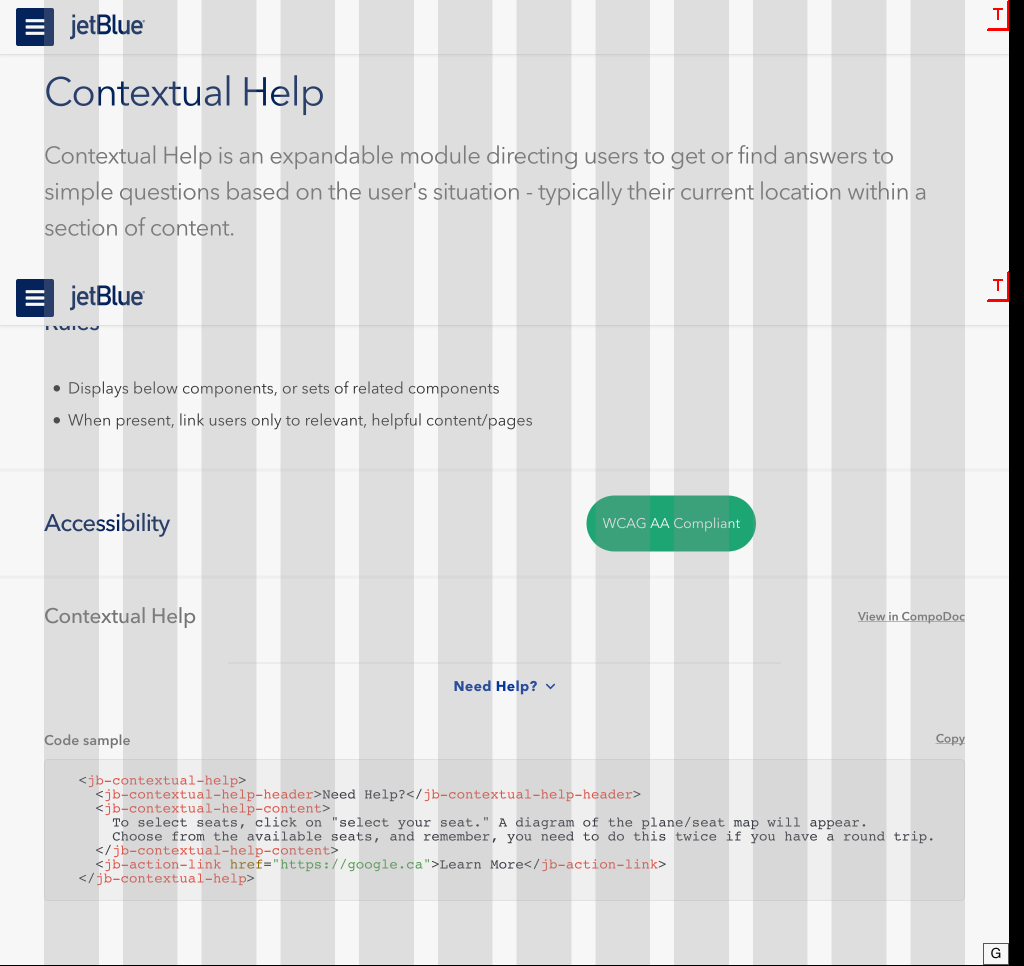 jetBlue
T
Contextual Help
Contextual Help is an expandable module directing users to get or find answers to
simple questions based on the user's situation - typically their current location within a
section of content.
jetBlue
T
Rules
• Displays below components, or sets of related components
• When present, link users only to relevant, helpful content/pages
Accessibility
WCAG AA Compliant
Contextual Help
View in CompoDoc
Need Help?
Code sample
Copy
<jb-contextual-help>
<jb-contextual-help-header>Need Help?</jb-contextual-help-header>
<jb-contextual-help-content>
To select seats, click on "select your seat." A diagram of the plane/seat map will appear.
Choose from the available seats, and remember, you need to do this twice if you have a round trip.
</jb-contextual-help-content>
<jb-action-link href="https://google.ca">Learn More</jb-action-link>
</jb-contextual-help>
G